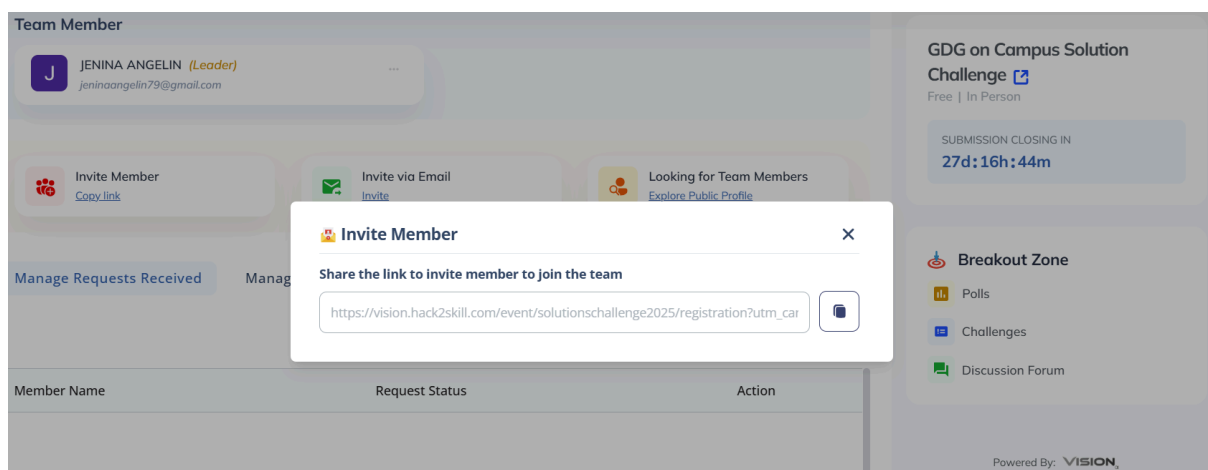 Team Member
J
JENINA ANGELIN (Leader)
jeninaangelin79@gmail.com
...
Invite Member
Copy link
Invite via Email
Invite
Looking for Team Members
Explore Public Profile
Invite Member
Share the link to invite member to join the team
https://vision.hack2skill.com/event/solutionschallenge2025/registration?utm_car
Manage Requests Received
Manag
Member Name Request Status Action
GDG on Campus Solution
Challenge
Free | In Person
SUBMISSION CLOSING IN
27d:16h:44m
Breakout Zone
Polls
Challenges
Discussion Forum
Powered By: VISION